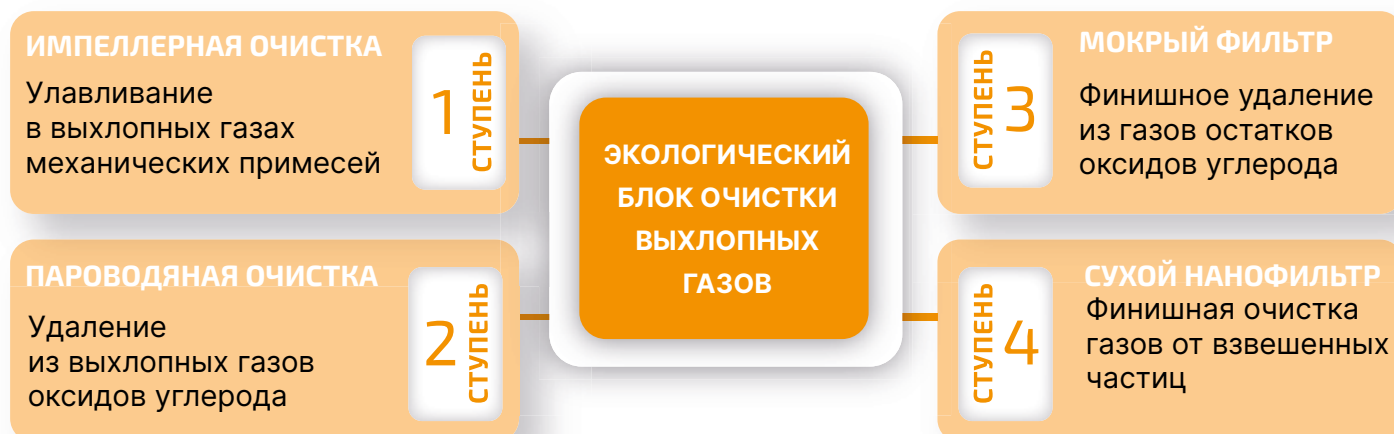 ИМПЕЛЛЕРНАЯ ОЧИСТКА
Улавливание
в выхлопных газах
механических примесей
1
СТУПЕНЬ
ПАРОВОДЯНАЯ ОЧИСТКА
Удаление
из выхлопных газов
оксидов углерода
2
СТУПЕНЬ
ЭКОЛОГИЧЕСКИЙ
БЛОК ОЧИСТКИ
ВЫХЛОПНЫХ
ГАЗОВ
СТУПЕНЬ
3
МОКРЫЙ ФИЛЬТР
Финишное удаление
из газов остатков
оксидов углерода
СТУПЕНЬ
4
СУХОЙ НАНОФИЛЬТР
Финишная очистка
газов от взвешенных
частиц